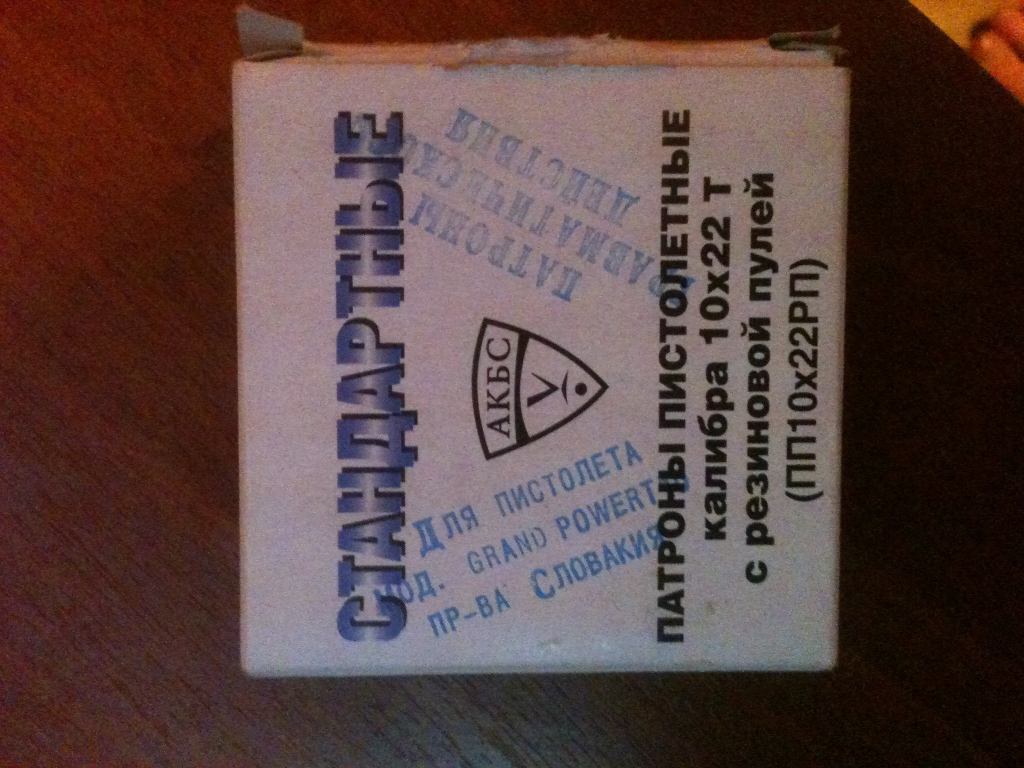 СТАНДАРТНЫЕ
ПАТРОНЫ
ТРАВМАТИЧЕСКОГО
ДЕЙСТВИЯ
АКБС
Для пистолета
мод. GRAND POWER
пр-ва Словакия
ПАТРОНЫ ПИСТОЛЕТНЫЕ
калибра 10х22 Т
с резиновой пулей
(ПП10х22РП)